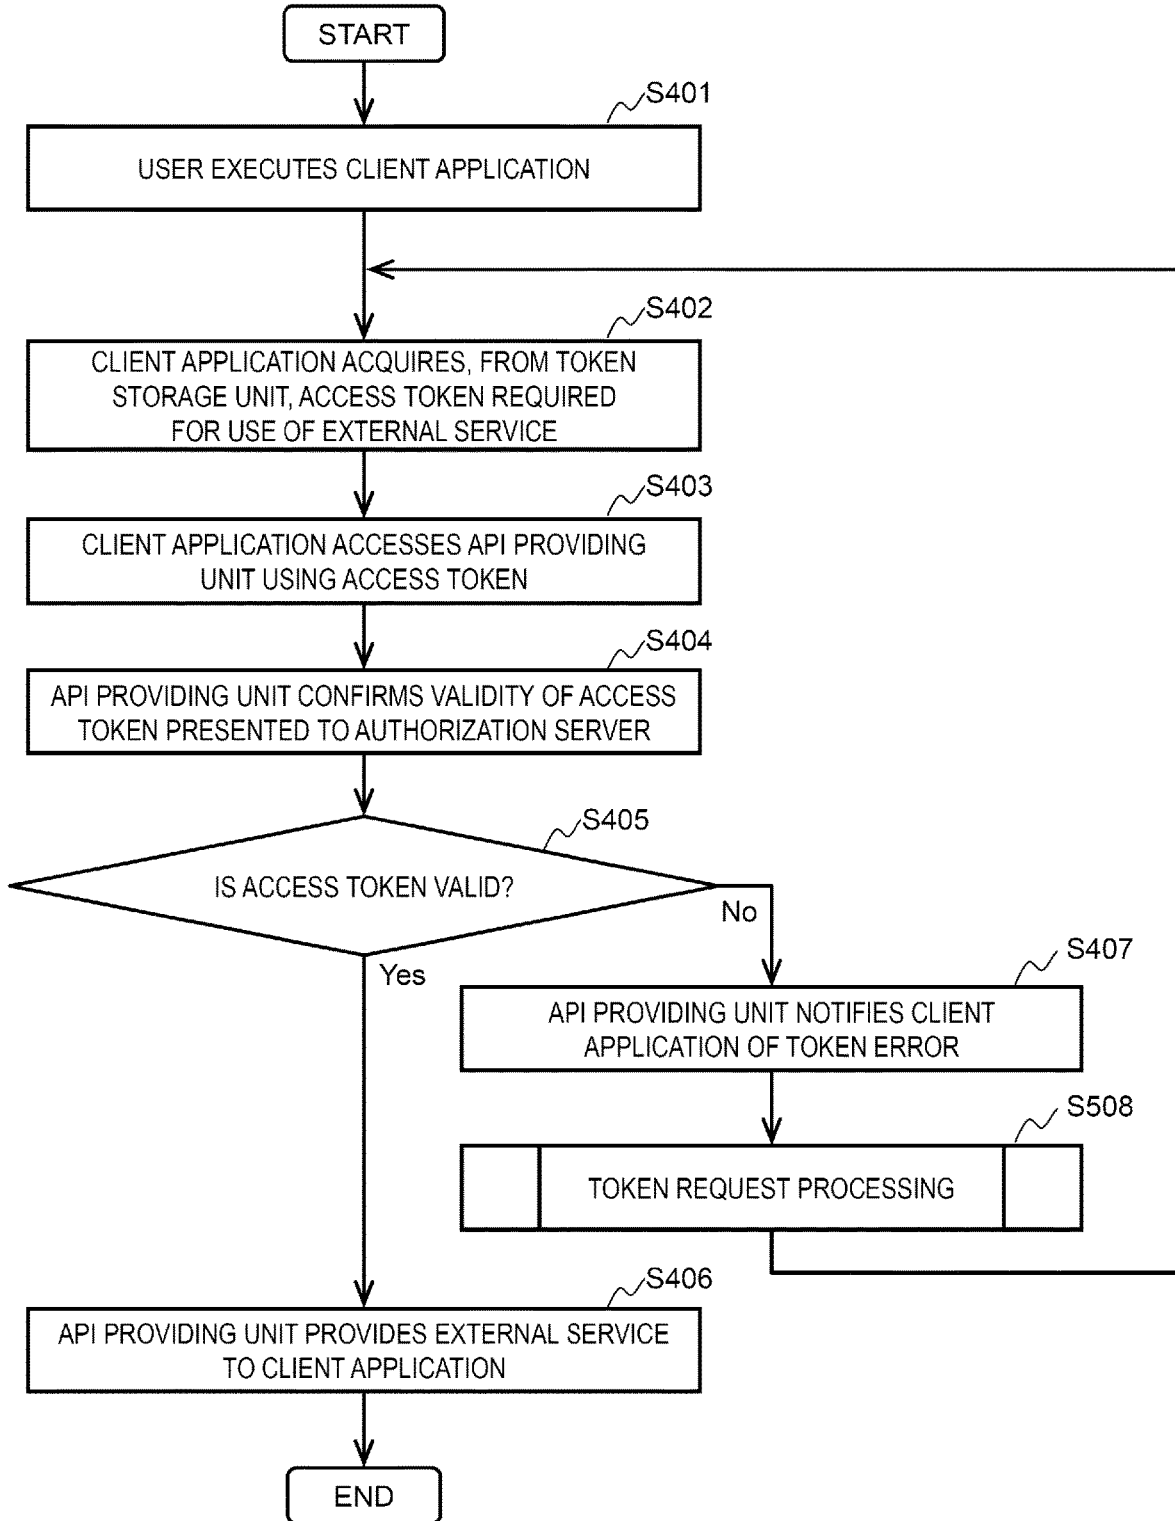 START
S401
USER EXECUTES CLIENT APPLICATION
S402
CLIENT APPLICATION ACQUIRES, FROM TOKEN
STORAGE UNIT, ACCESS TOKEN REQUIRED
FOR USE OF EXTERNAL SERVICE
S403
CLIENT APPLICATION ACCESSES API PROVIDING
UNIT USING ACCESS TOKEN
S404
API PROVIDING UNIT CONFIRMS VALIDITY OF ACCESS
TOKEN PRESENTED TO AUTHORIZATION SERVER
S405
IS ACCESS TOKEN VALID?
No
Yes
S407
API PROVIDING UNIT NOTIFIES CLIENT
APPLICATION OF TOKEN ERROR
S508
TOKEN REQUEST PROCESSING
S406
API PROVIDING UNIT PROVIDES EXTERNAL SERVICE
TO CLIENT APPLICATION
END